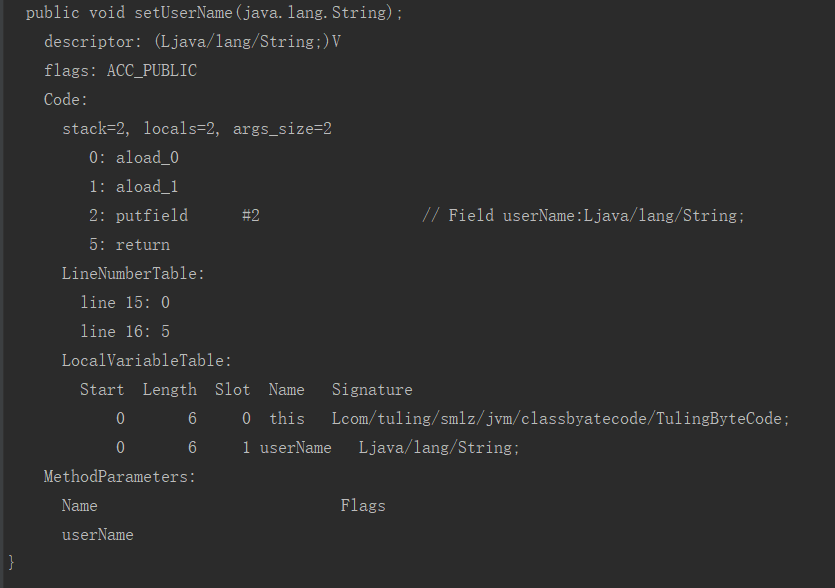 public void setUserName(java.lang.String);
descriptor: (Ljava/lang/String;)V
flags: ACC_PUBLIC
Code:
stack=2, locals=2, args_size=2
0: aload_0
1: aload_1
2: putfield #2 // Field userName:Ljava/lang/String;
5: return
LineNumberTable:
line 15: 0
line 16: 5
LocalVariableTable:
Start Length Slot Name Signature
0 6 0 this Lcom/tuling/smlz/jvm/classbyatecode/TulingByteCode;
0 6 1 userName Ljava/lang/String;
MethodParameters:
Name Flags
userName
}